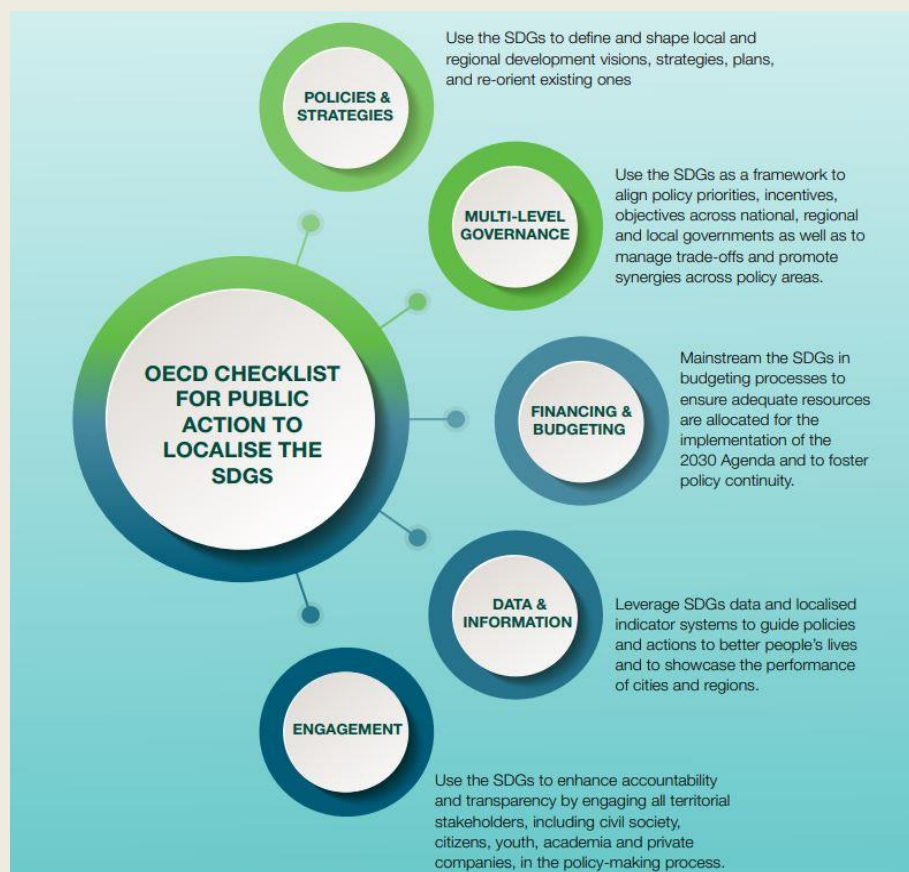 Use the SDGs to define and shape local and
regional development visions, strategies, plans,
and re-orient existing ones
POLICIES &
STRATEGIES
Use the SDGs as a framework to
align policy priorities, incentives,
objectives across national, regional
and local governments as well as to
manage trade-offs and promote
synergies across policy areas.
MULTI-LEVEL
GOVERNANCE
OECD CHECKLIST
FOR PUBLIC
ACTION TO
LOCALISE THE
SDGS
FINANCING &
BUDGETING
Mainstream the SDGs in
budgeting processes to
ensure adequate resources
are allocated for the
implementation of the
2030 Agenda and to foster
policy continuity.
DATA &
INFORMATION
Leverage SDGs data and localised
indicator systems to guide policies
and actions to better people’s lives
and to showcase the performance
of cities and regions.
ENGAGEMENT
Use the SDGs to enhance accountability
and transparency by engaging all territorial
stakeholders, including civil society,
citizens, youth, academia and private
companies, in the policy-making process.